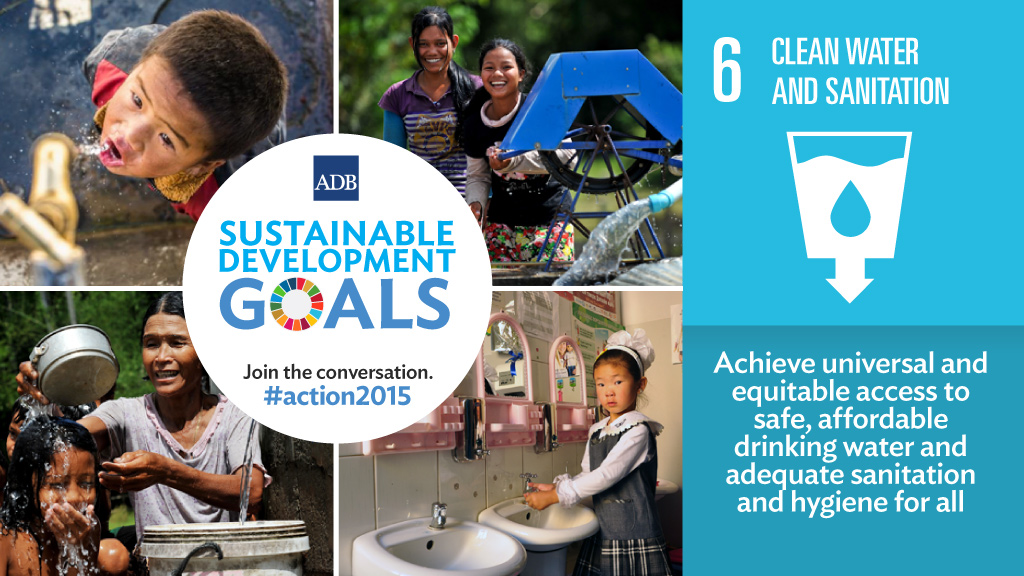 ADB
SUSTAINABLE
DEVELOPMENT
GOALS
Join the conversation.
#action2015
6
CLEAN WATER
AND SANITATION
Achieve universal and
equitable access to
safe, affordable
drinking water and
adequate sanitation
and hygiene for all